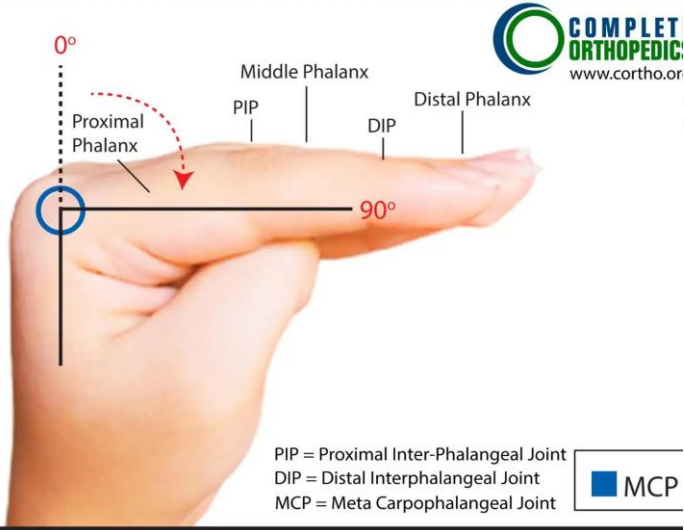 COMPLET
ORTHOPEDICS
www.cortho.or
0°
Middle Phalanx
PIP
Distal Phalanx
DIP
Proximal
Phalanx
90°
PIP = Proximal Inter-Phalangeal Joint
DIP = Distal Interphalangeal Joint
MCP = Meta Carpophalangeal Joint
MCP